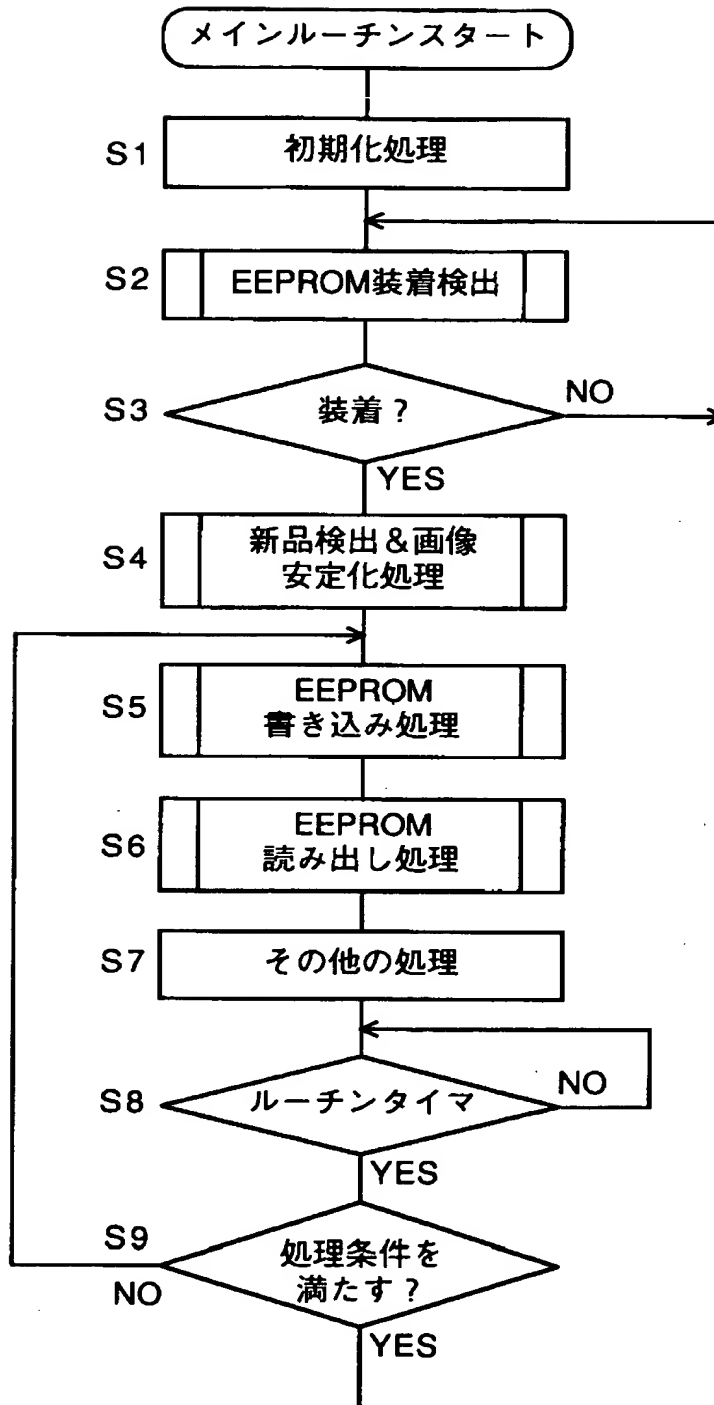 メインルーチンスタート
S1
初期化処理
S2
EEPROM装着検出
S3
装着？
NO
YES
S4
新品検出＆画像
安定化処理
S5
EEPROM
書き込み処理
S6
EEPROM
読み出し処理
S7
その他の処理
S8
ルーチンタイマ
NO
YES
S9
処理条件を
満たす？
NO
YES